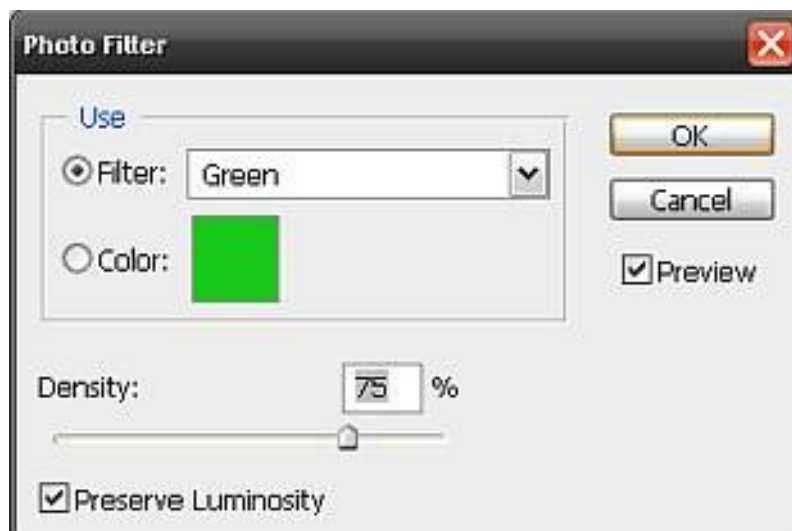 Photo Filter
Use
Filter: Green
Color:
OK
Cancel
Preview
Density: 75 %
Preserve Luminosity